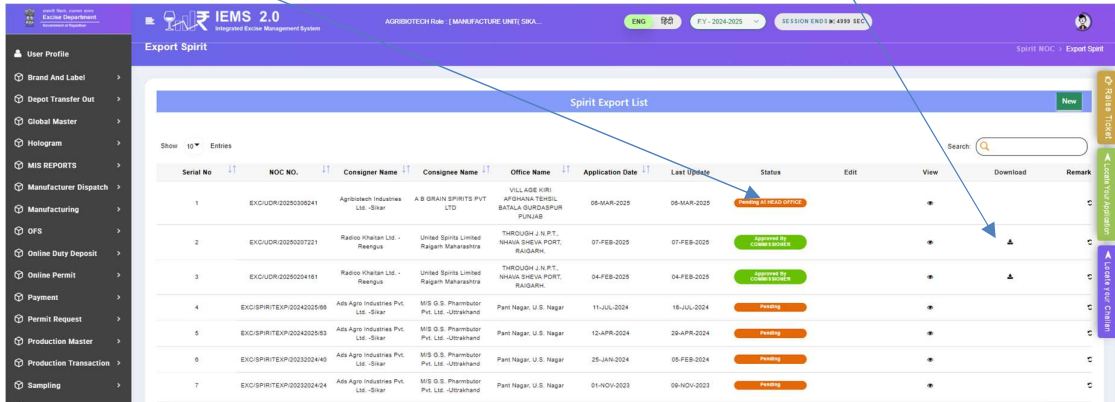 Excise Department
IEMS 2.0
Integrated Excise Management System
AGRIBIOTECH Role : [ MANUFACTURE UNIT( SIKA...
ENG
हिंदी
F.Y - 2024-2025
SESSION ENDS IN 4999 SEC
User Profile
Brand And Label
Depot Transfer Out
Global Master
Hologram
MIS REPORTS
Manufacturer Dispatch
Manufacturing
OFS
Online Duty Deposit
Online Permit
Payment
Permit Request
Production Master
Production Transaction
Sampling
Export Spirit
Spirit NOC > Export Spirit
Spirit Export List
New
Show 10 Entries
Search:
Serial No NOC NO. Consigner Name Consignee Name Office Name Application Date Last Update Status Edit View Download Remark
1 EXC/UDR/20250306241 Agribiotech Industries Ltd. -Sikar A B GRAIN SPIRITS PVT LTD VILLAGE KIRI AFGHANA TEHSIL BATALA GURDASPUR PUNJAB 06-MAR-2025 06-MAR-2025 Pending At HEAD OFFICE
2 EXC/UDR/20250207221 Radico Khaitan Ltd. - Reengus United Spirits Limited Raigarh Maharashtra THROUGH J.N.P.T., NHAVA SHEVA PORT, RAIGARH. 07-FEB-2025 07-FEB-2025 Approved By COMMISSIONER
3 EXC/UDR/20250204161 Radico Khaitan Ltd. - Reengus United Spirits Limited Raigarh Maharashtra THROUGH J.N.P.T., NHAVA SHEVA PORT, RAIGARH. 04-FEB-2025 04-FEB-2025 Approved By COMMISSIONER
4 EXC/SPIRITEXP/20242025/66 Ads Agro Industries Pvt. Ltd. -Sikar M/S G.S. Pharmbutor Pvt. Ltd. -Uttrakhand Pant Nagar, U.S. Nagar 11-JUL-2024 16-JUL-2024 Pending
5 EXC/SPIRITEXP/20242025/53 Ads Agro Industries Pvt. Ltd. -Sikar M/S G.S. Pharmbutor Pvt. Ltd. -Uttrakhand Pant Nagar, U.S. Nagar 12-APR-2024 29-APR-2024 Pending
6 EXC/SPIRITEXP/20232024/40 Ads Agro Industries Pvt. Ltd. -Sikar M/S G.S. Pharmbutor Pvt. Ltd. -Uttrakhand Pant Nagar, U.S. Nagar 25-JAN-2024 05-FEB-2024 Pending
7 EXC/SPIRITEXP/20232024/24 Ads Agro Industries Pvt. Ltd. -Sikar M/S G.S. Pharmbutor Pvt. Ltd. -Uttrakhand Pant Nagar, U.S. Nagar 01-NOV-2023 09-NOV-2023 Pending
Raise Ticket
Locate Your Application
Locate your Challan